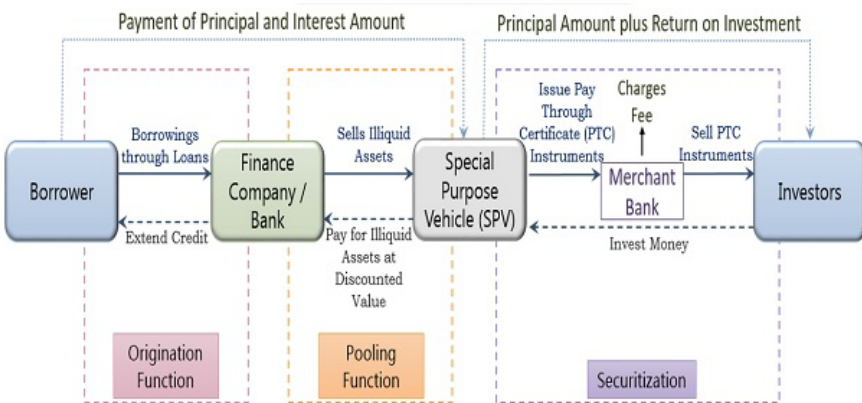 Payment of Principal and Interest Amount
Principal Amount plus Return on Investment
Borrower
Borrowings
through Loans
Extend Credit
Finance
Company /
Bank
Sells Illiquid
Assets
Pay for Illiquid
Assets at
Discounted
Value
Special
Purpose
Vehicle (SPV)
Issue Pay
Through
Certificate (PTC)
Instruments
Charges
Fee
Merchant
Bank
Sell PTC
Instruments
Invest Money
Investors
Origination
Function
Pooling
Function
Securitization